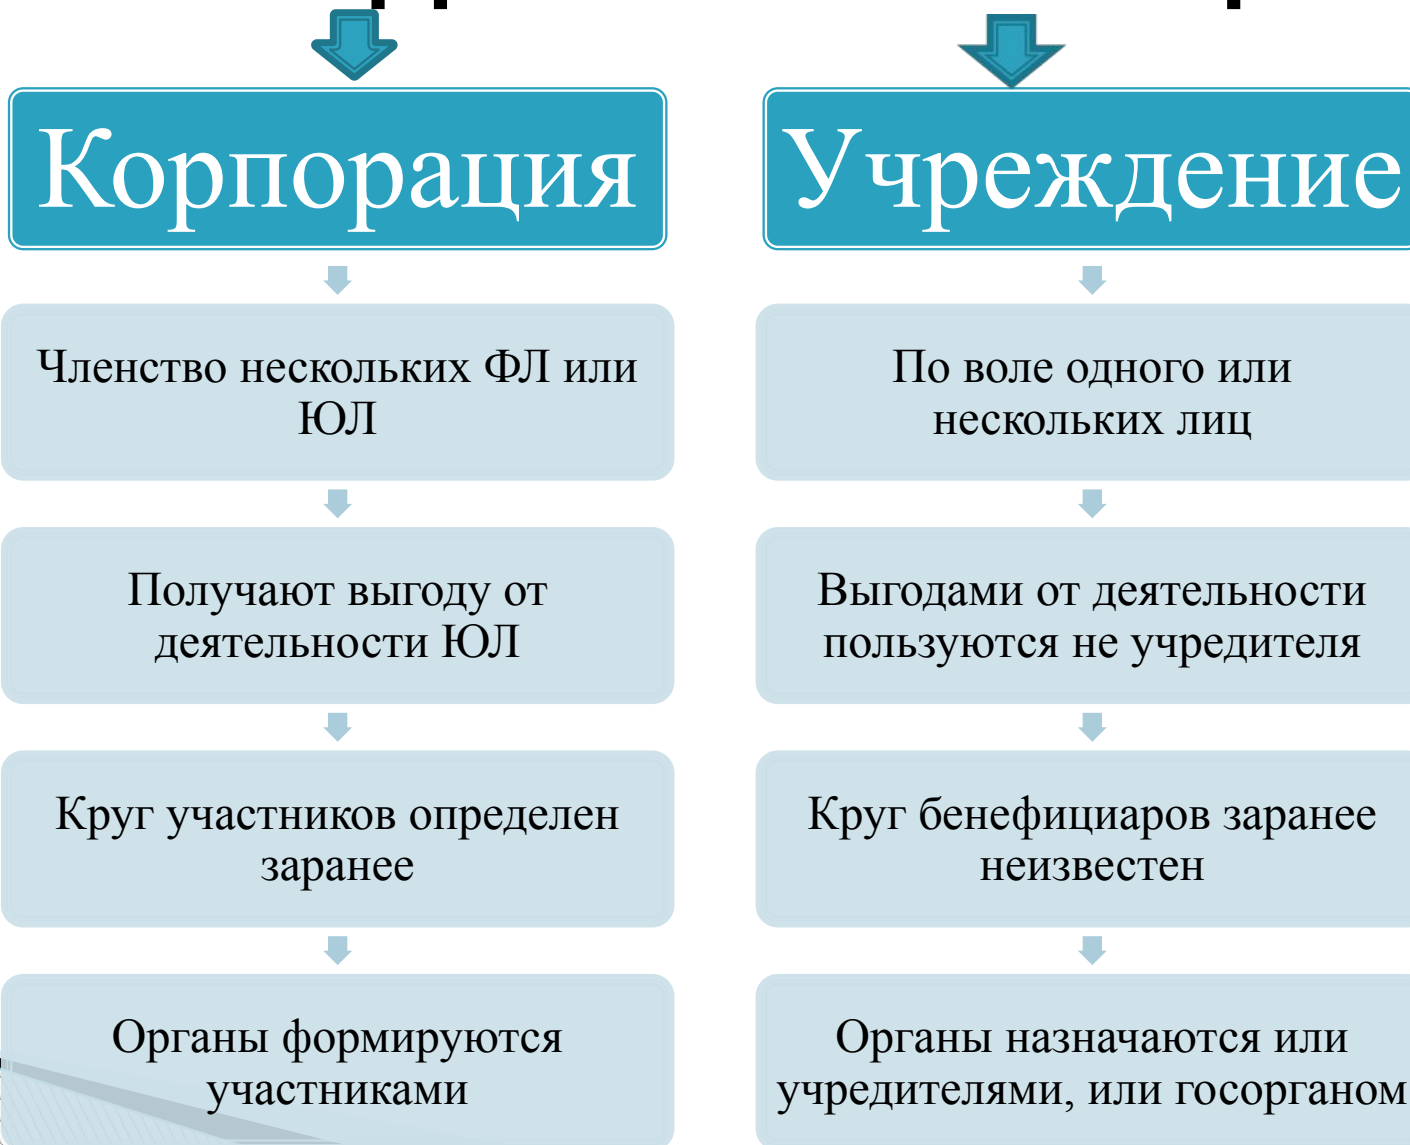 Корпорация
Членство нескольких ФЛ или
ЮЛ
Получают выгоду от
деятельности ЮЛ
Круг участников определен
заранее
Органы формируются
участниками
Учреждение
По воле одного или
нескольких лиц
Выгодами от деятельности
пользуются не учредителя
Круг бенефициаров заранее
неизвестен
Органы назначаются или
учредителями, или госорганом